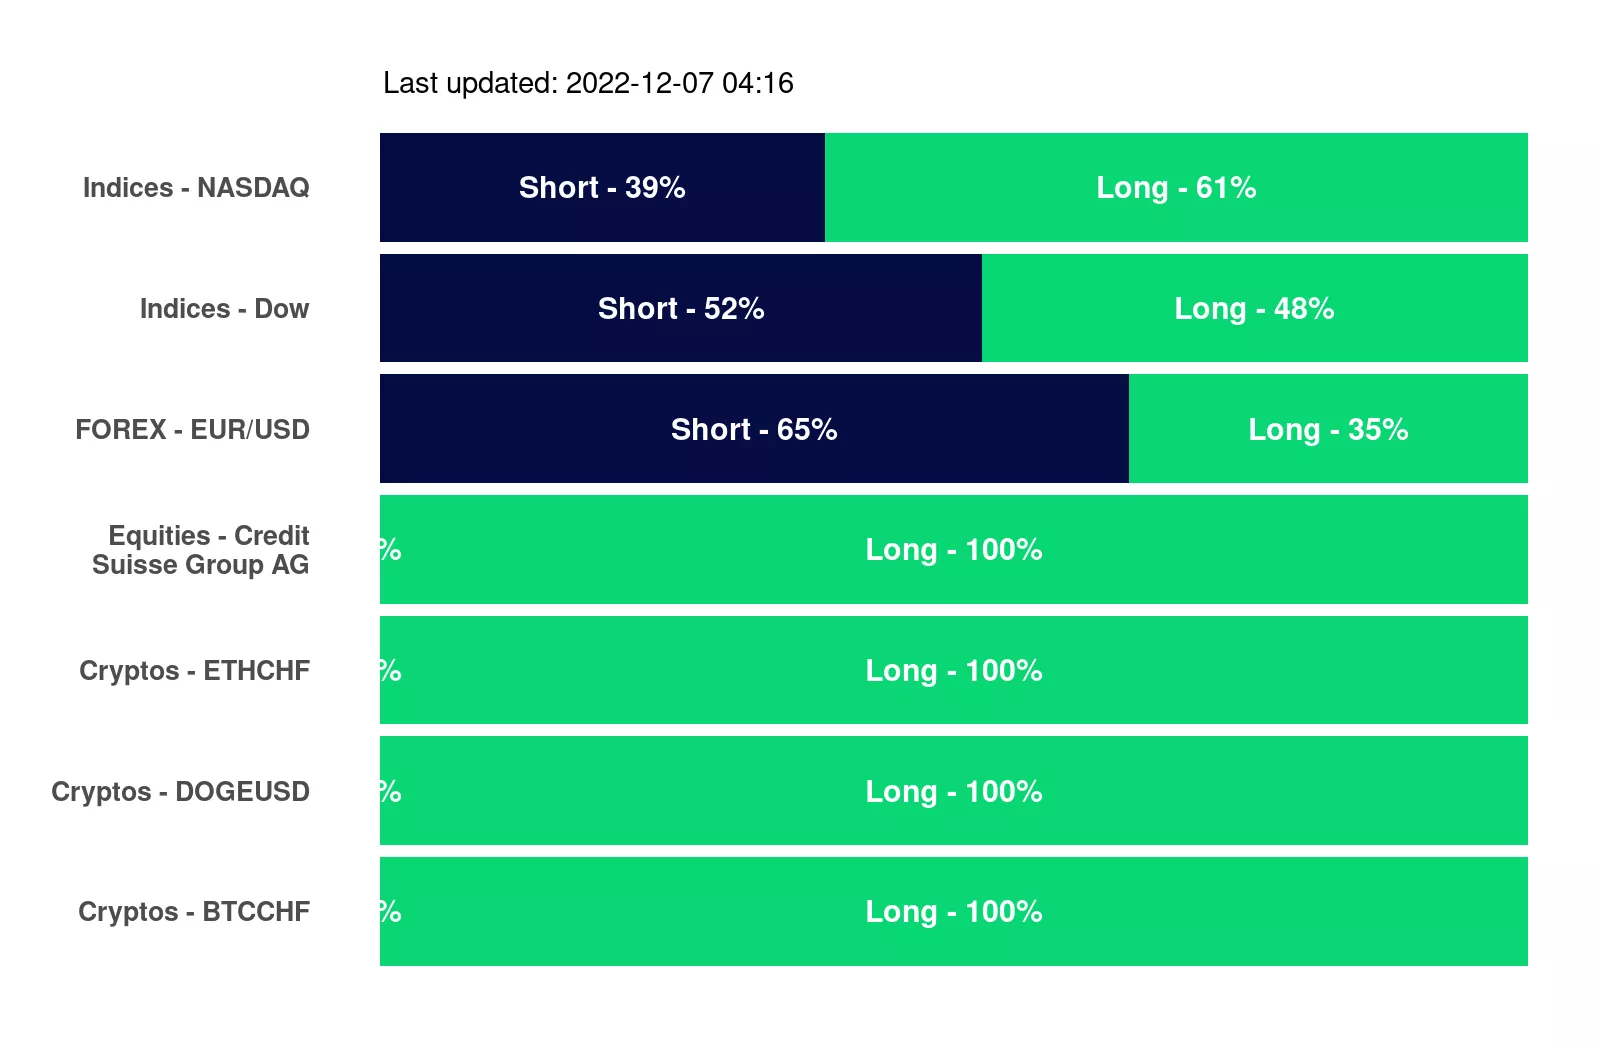 Last updated: 2022-12-07 04:16
Indices - NASDAQ Short - 39% Long - 61%
Indices - Dow Short - 52% Long - 48%
FOREX - EUR/USD Short - 65% Long - 35%
Equities - Credit
Suisse Group AG
% Long - 100%
Cryptos - ETHCHF % Long - 100%
Cryptos - DOGEUSD % Long - 100%
Cryptos - BTCCHF % Long - 100%